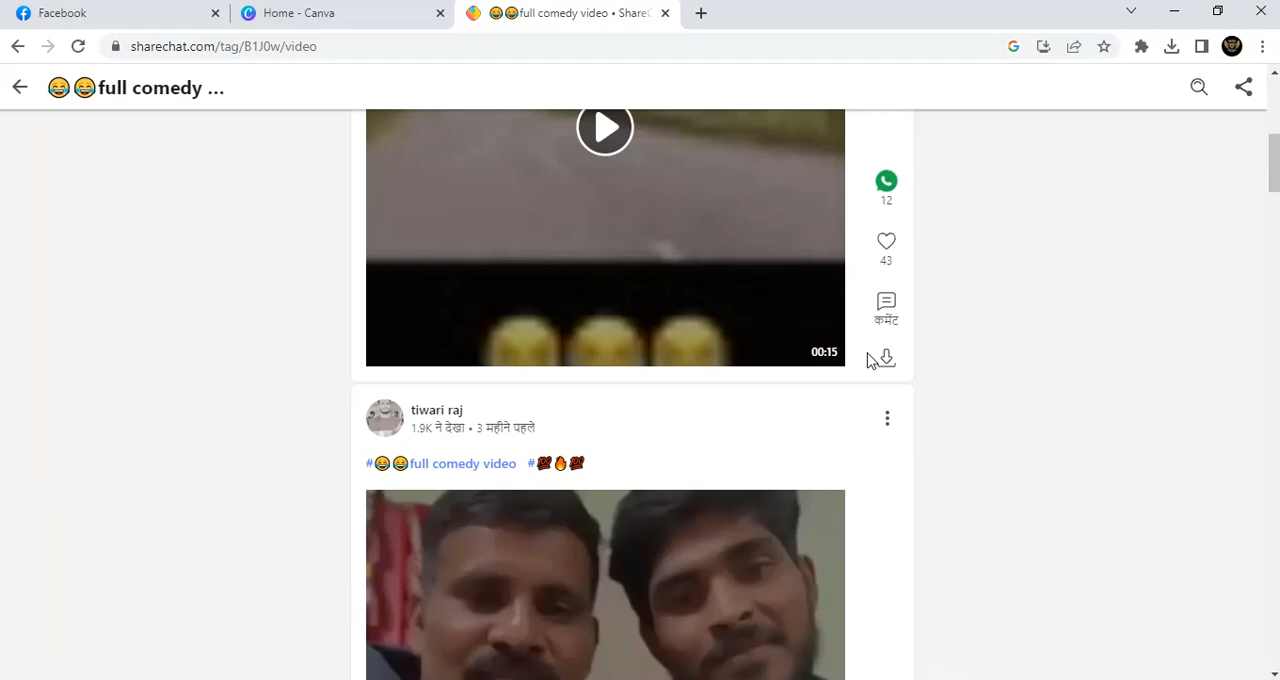 Facebook
Home - Canva
😂😂full comedy video • ShareC
sharechat.com/tag/B1J0w/video
😂😂full comedy ...
12
43
कमेंट
00:15
tiwari raj
1.9K ने देखा • 3 महीने पहले
#😂😂full comedy video #💯🔥💯